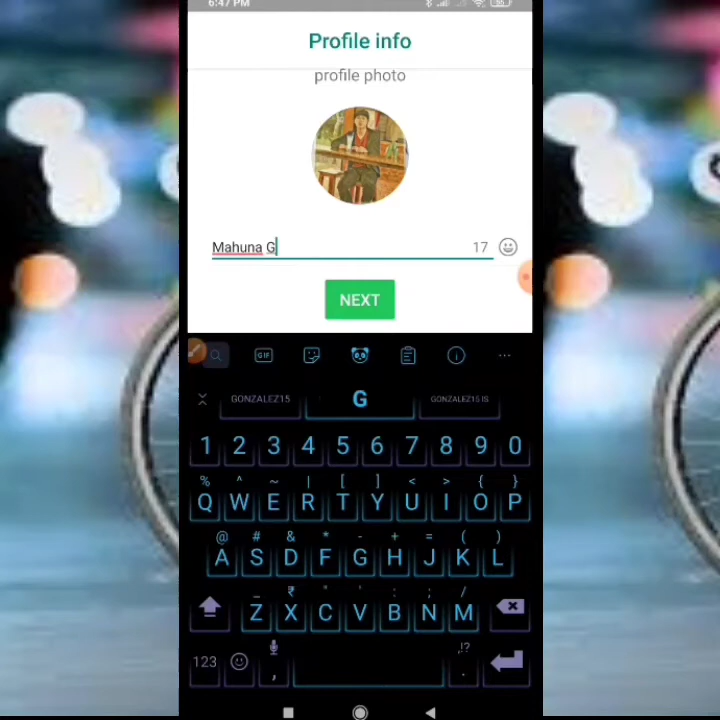 6:47 PM
Profile info
profile photo
Mahuna G 17
NEXT
GIF
GONZALEZ15 G GONZALEZ15 IS
1 2 3 4 5 6 7 8 9 0
% ^ ~ | [ ] < > { }
Q W E R T Y U I O P
@ # & * - + = ( )
A S D F G H J K L
_ ₹ " ' : ; /
Z X C V B N M
,!?
123 , .